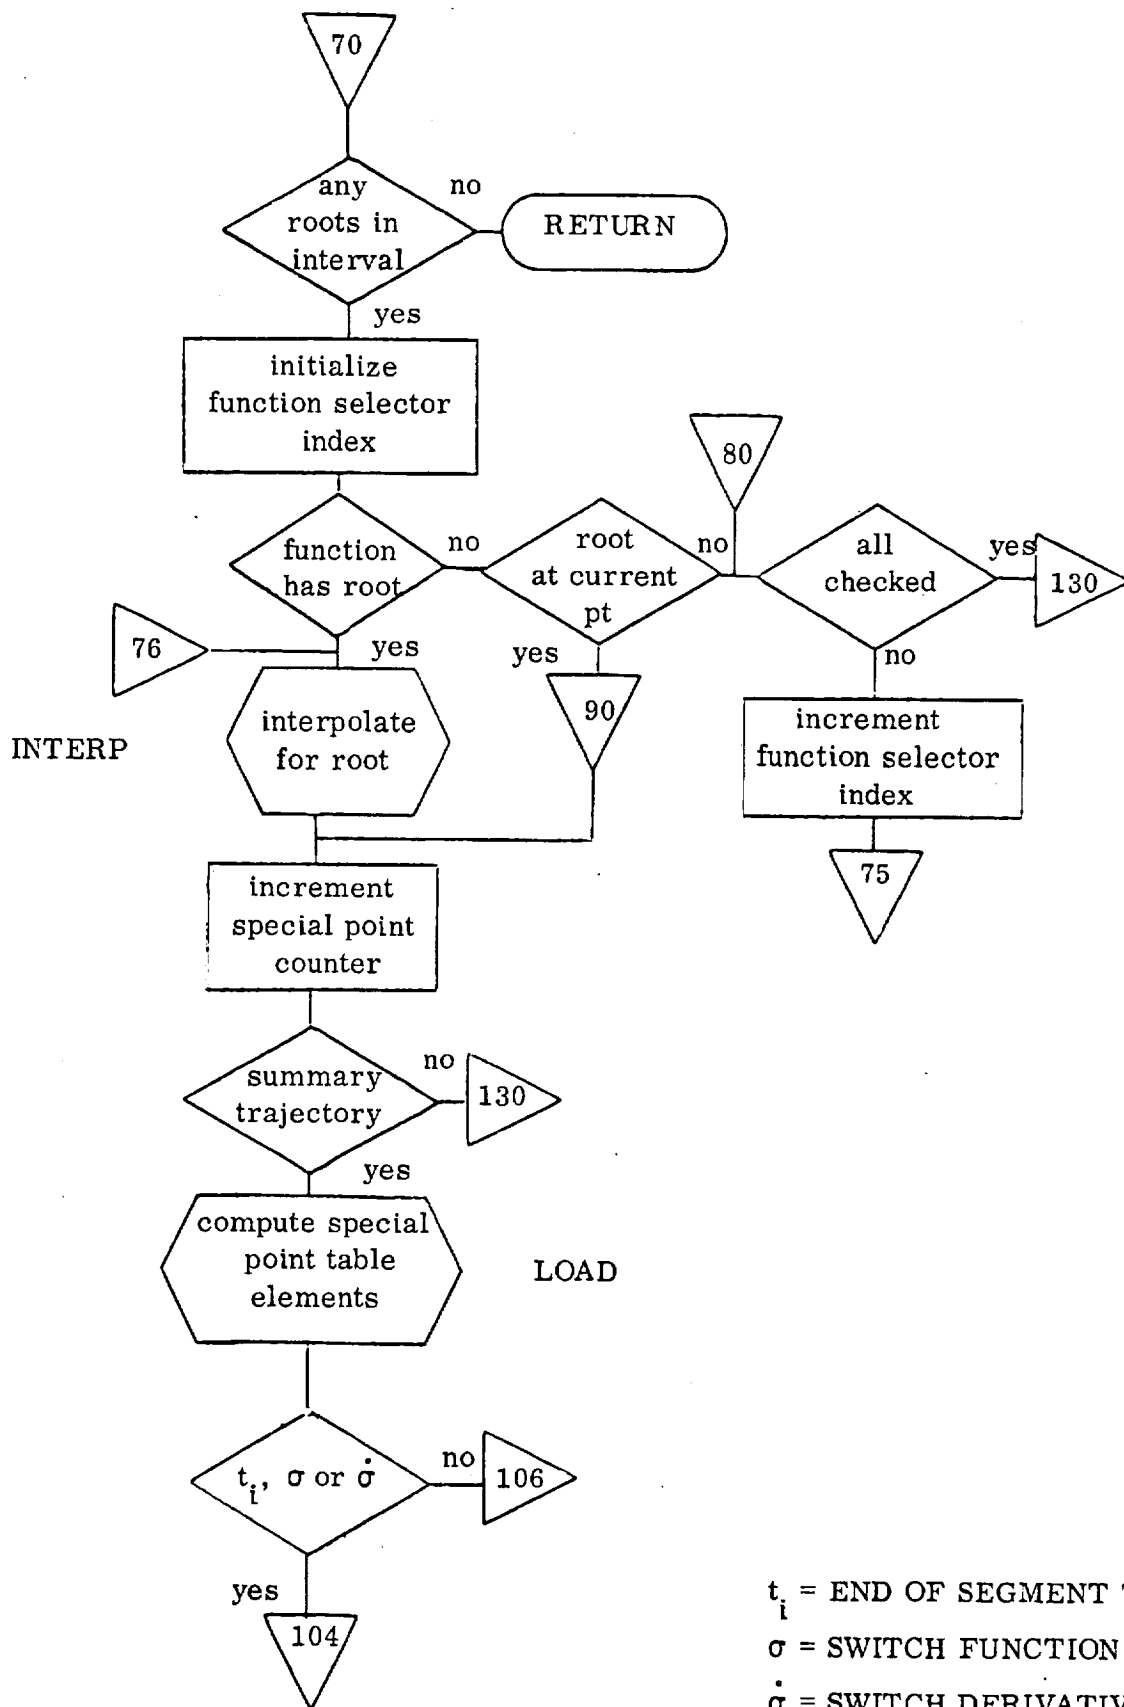 70
any
roots in
interval
no
RETURN
yes
initialize
function selector
index
80
function
has root
no
root
at current
pt
no
all
checked
yes
130
76
yes
yes
no
INTERP
interpolate
for root
90
increment
function selector
index
75
increment
special point
counter
summary
trajectory
no
130
yes
compute special
point table
elements
LOAD
t_i, σ or σ̇
no
106
yes
104
t_i = END OF SEGMENT
σ = SWITCH FUNCTION
σ̇ = SWITCH DERIVATIV